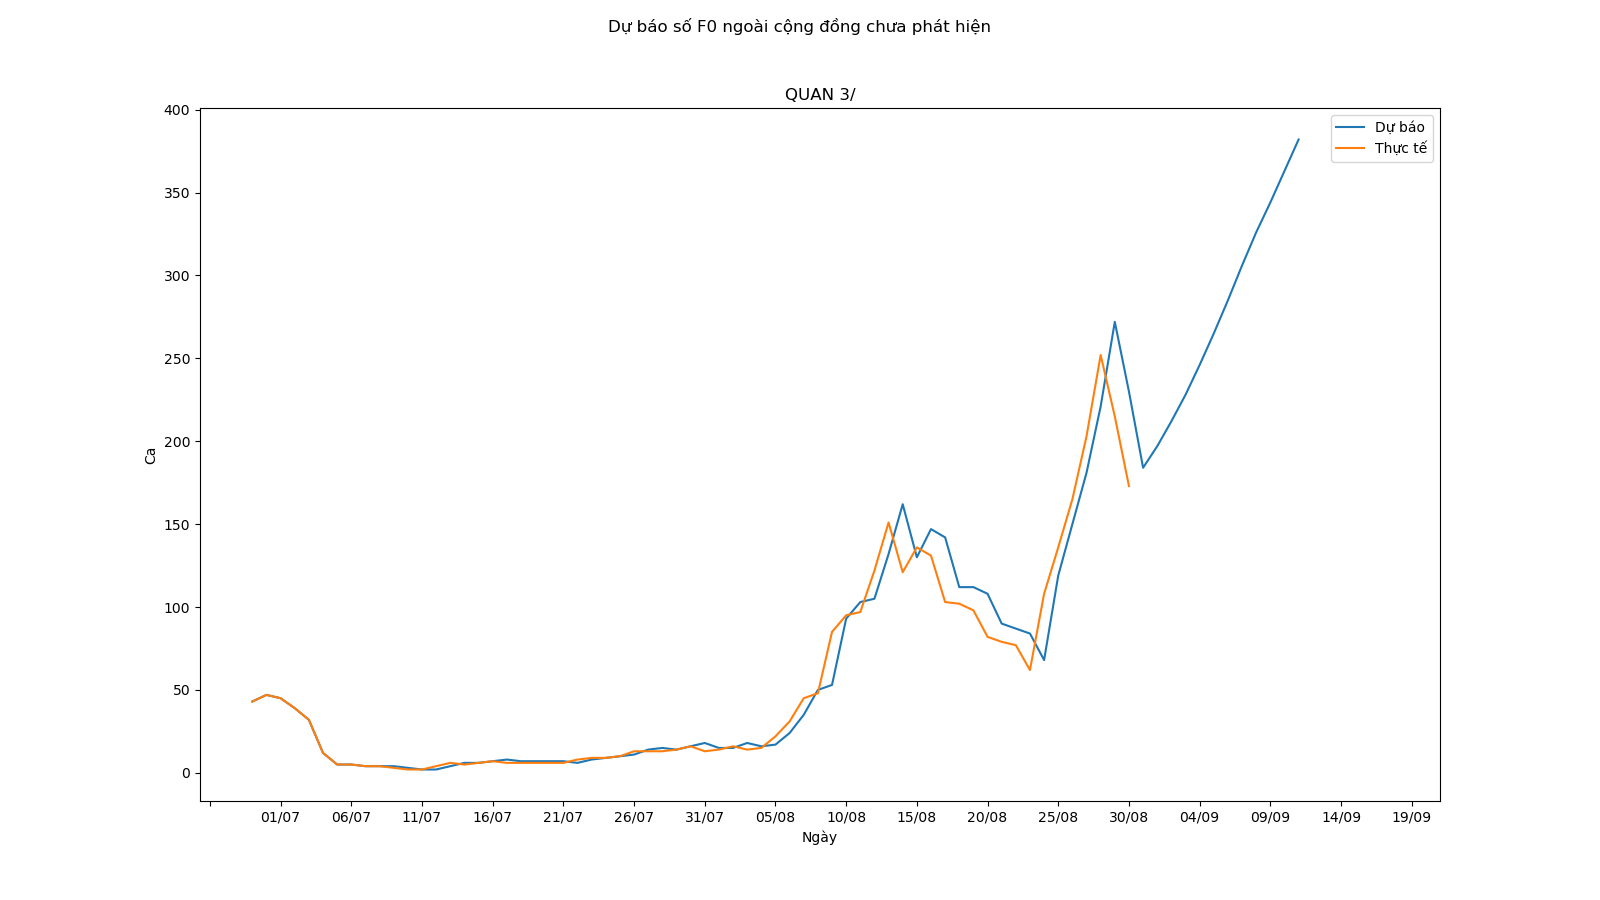 Dự báo số F0 ngoài cộng đồng chưa phát hiện
QUAN 3/
400
350
300
250
200
150
100
50
0
Ca
Dự báo
Thực tế
01/07 06/07 11/07 16/07 21/07 26/07 31/07 05/08 10/08 15/08 20/08 25/08 30/08 04/09 09/09 14/09 19/09
Ngày